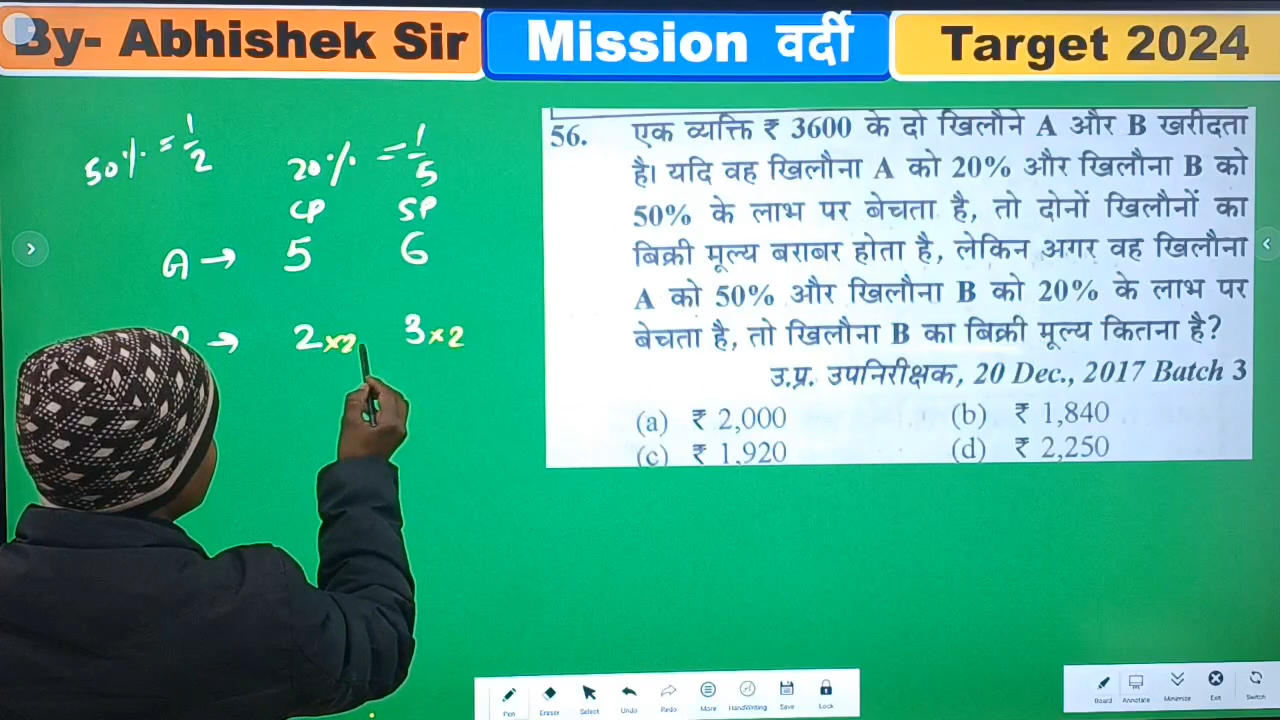 By- Abhishek Sir
Mission वर्दी
Target 2024
50% = 1/2
20% = 1/5
CP SP
A → 5 6
→ 2×2 3×2
56. एक व्यक्ति ₹ 3600 के दो खिलौने A और B खरीदता
है। यदि वह खिलौना A को 20% और खिलौना B को
50% के लाभ पर बेचता है, तो दोनों खिलौनों का
बिक्री मूल्य बराबर होता है, लेकिन अगर वह खिलौना
A को 50% और खिलौना B को 20% के लाभ पर
बेचता है, तो खिलौना B का बिक्री मूल्य कितना है?
उ.प्र. उपनिरीक्षक, 20 Dec., 2017 Batch 3
(a) ₹ 2,000 (b) ₹ 1,840
(c) ₹ 1,920 (d) ₹ 2,250
Pen Eraser Select Undo Redo More HandWriting Save Lock
Board Annotate Minimize Exit Switch